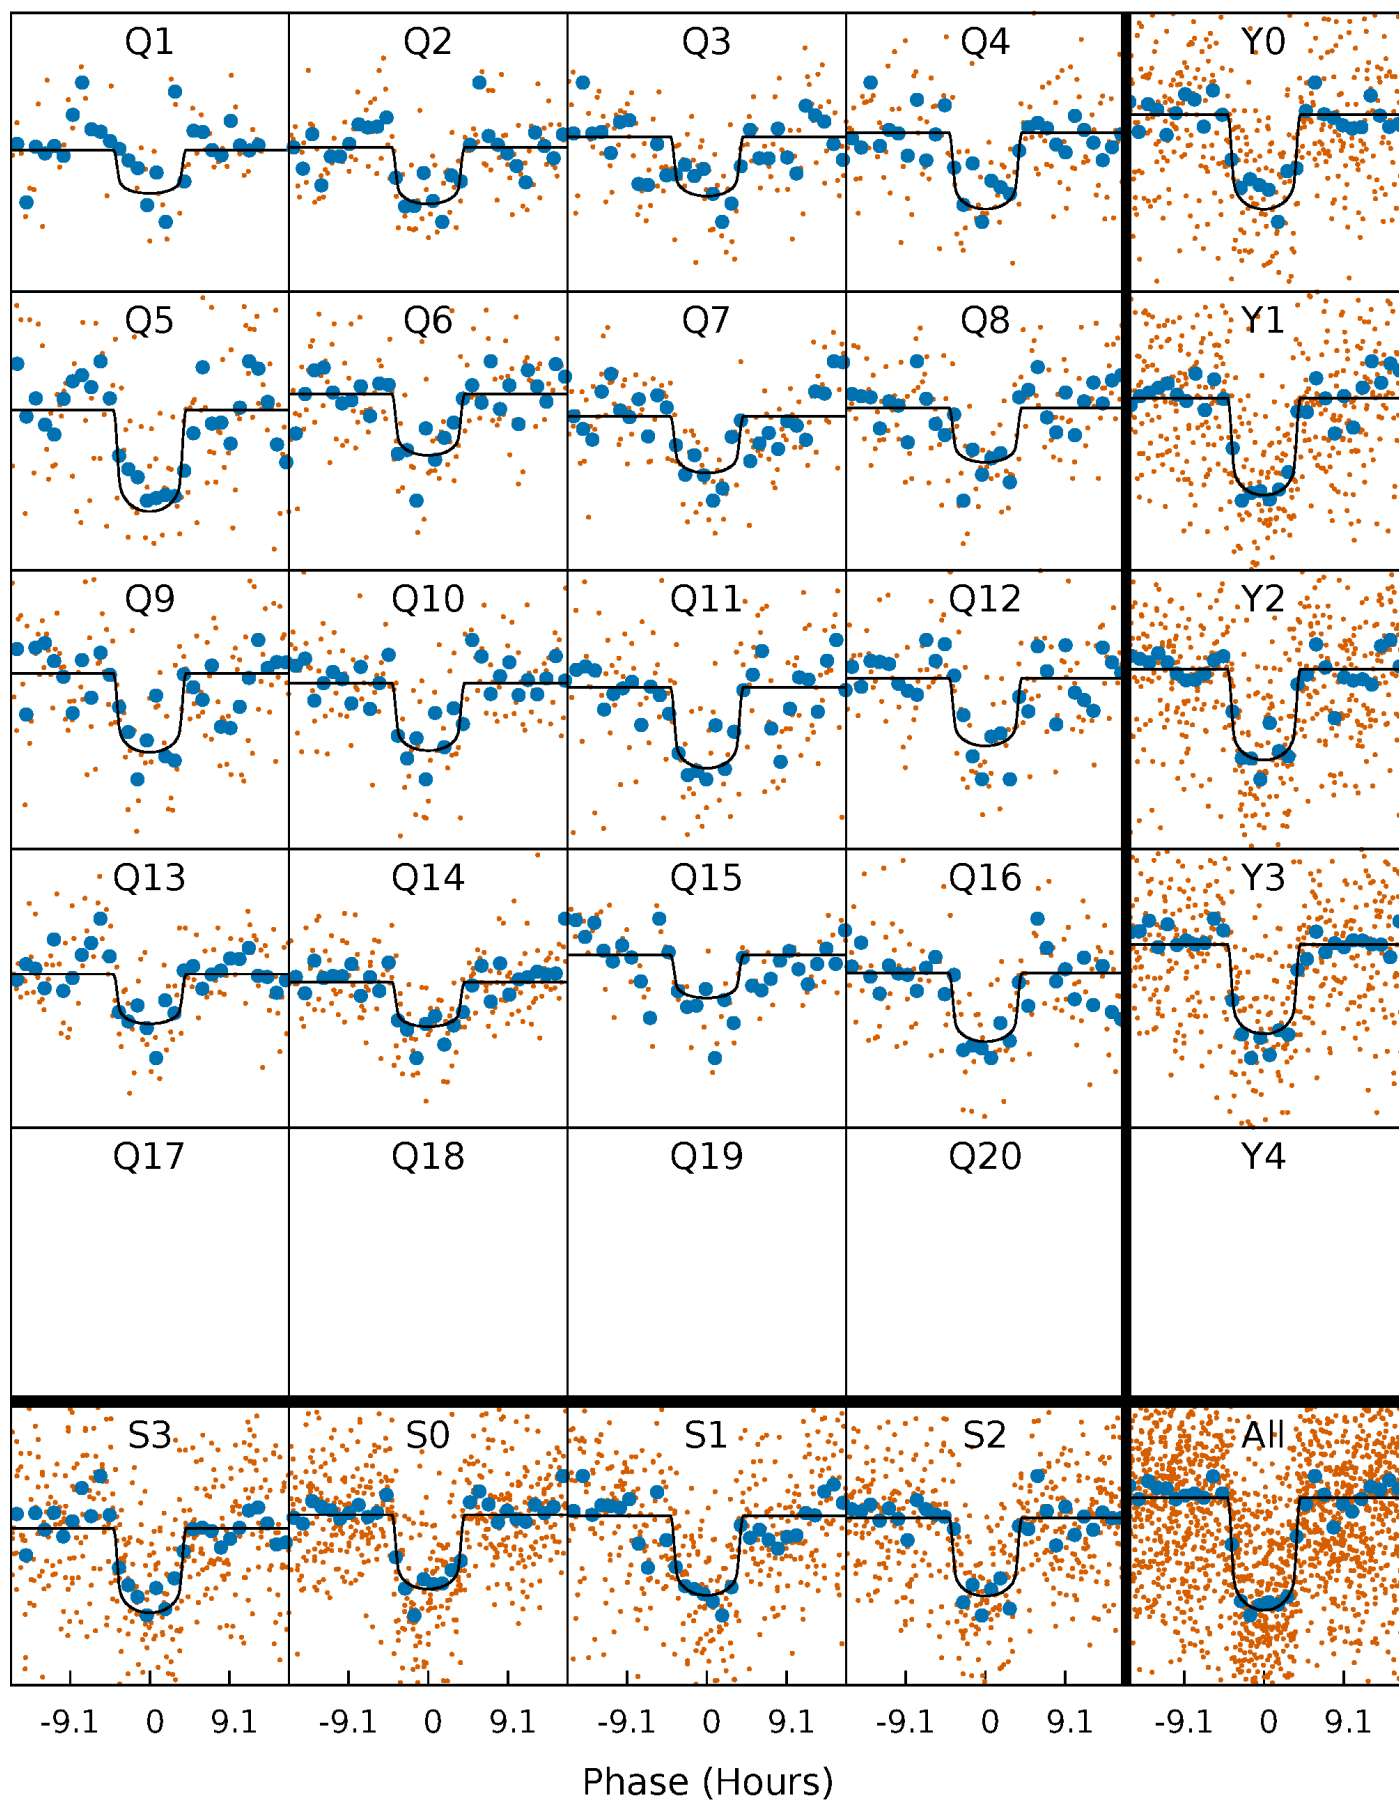 Q1 Q2 Q3 Q4 Y0
Q5 Q6 Q7 Q8 Y1
Q9 Q10 Q11 Q12 Y2
Q13 Q14 Q15 Q16 Y3
Q17 Q18 Q19 Q20 Y4
S3 S0 S1 S2 All
-9.1 0 9.1 -9.1 0 9.1 -9.1 0 9.1 -9.1 0 9.1 -9.1 0 9.1
Phase (Hours)